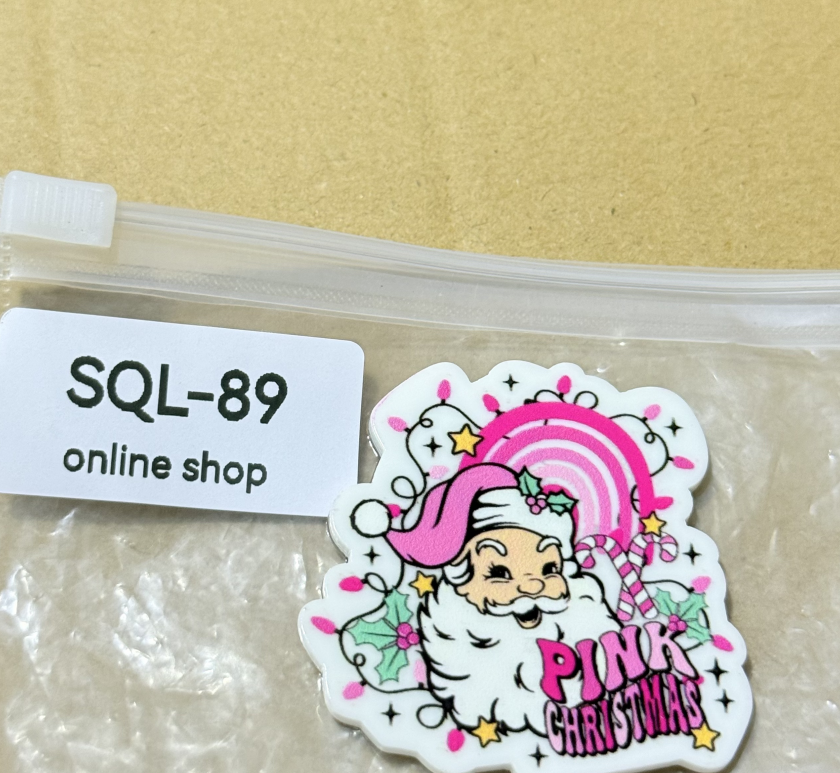 SQL-89
online shop
PINK
CHRISTMAS